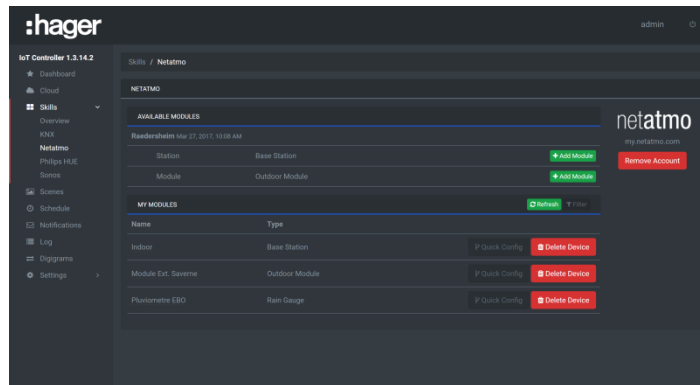 :hager
admin
IoT Controller 1.3.14.2
Dashboard
Cloud
Skills
Overview
KNX
Netatmo
Philips HUE
Sonos
Scenes
Schedule
Notifications
Log
Digigrams
Settings
Skills / Netatmo
NETATMO
AVAILABLE MODULES
Raedersheim Mar 27, 2017, 10:08 AM
Station Base Station + Add Module
Module Outdoor Module + Add Module
MY MODULES Refresh Filter
Name Type
Indoor Base Station Quick Config Delete Device
Module Ext. Saverne Outdoor Module Quick Config Delete Device
Pluviometre EBO Rain Gauge Quick Config Delete Device
netatmo
my.netatmo.com
Remove Account